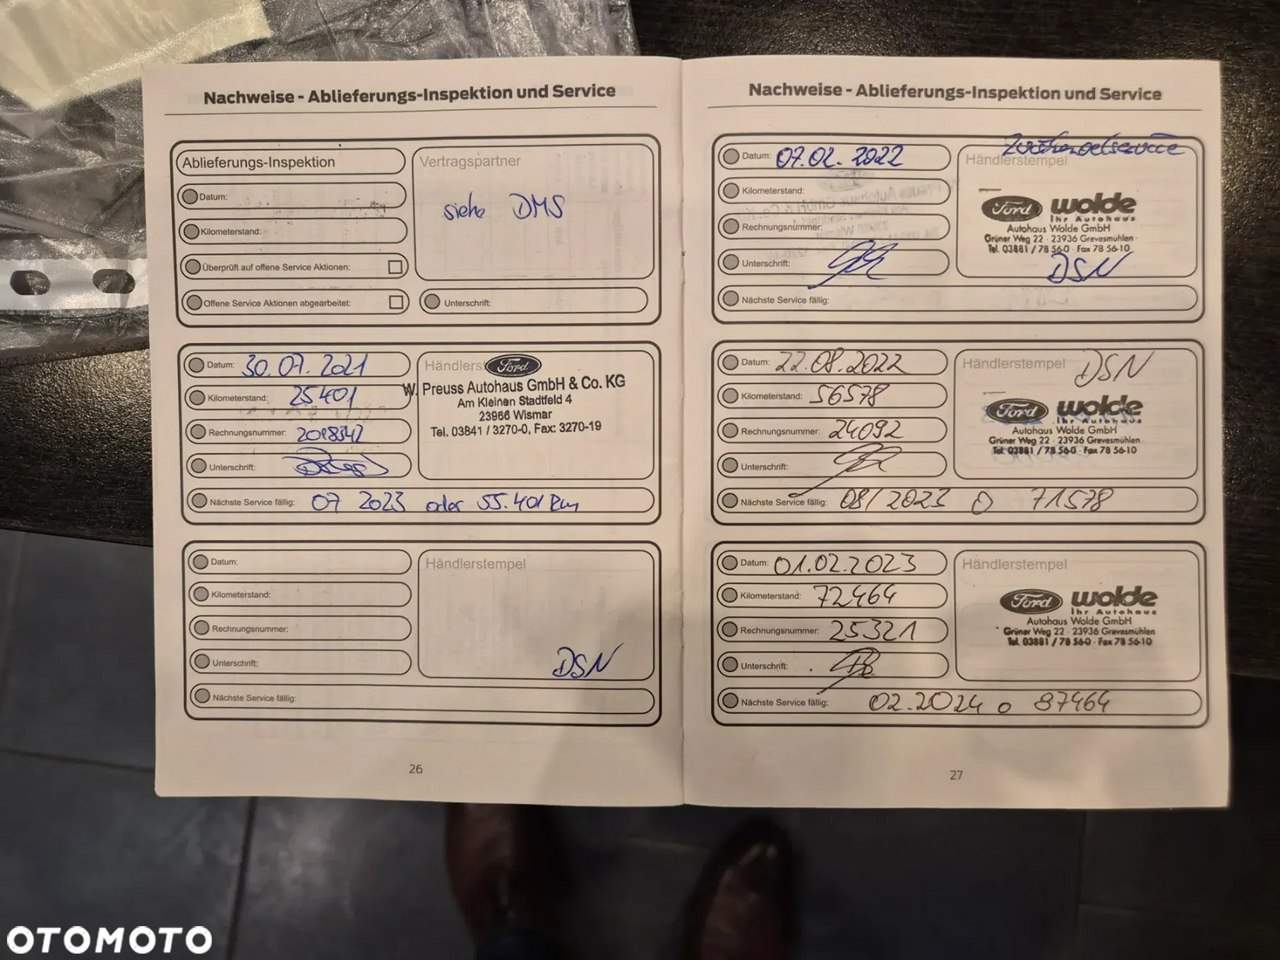 Nachweise - Ablieferungs-Inspektion und Service
Ablieferungs-Inspektion
Datum:
Kilometerstand:
Überprüft auf offene Service Aktionen:
Offene Service Aktionen abgearbeitet:
Vertragspartner
siehe DMS
Unterschrift:
Datum: 30.07.2021
Kilometerstand: 25401
Rechnungsnummer:
Unterschrift:
Nächste Service fällig: 07 2023 oder 55.401 km
Ford
W. Preuss Autohaus GmbH & Co. KG
Am Kleinen Stadtfeld 4
23966 Wismar
Tel. 03841 / 3270-0, Fax: 3270-19
Datum:
Kilometerstand:
Rechnungsnummer:
Unterschrift:
Nächste Service fällig:
Händlerstempel
DSN
26
Nachweise - Ablieferungs-Inspektion und Service
Datum: 07.02.2022
Kilometerstand:
Rechnungsnummer:
Unterschrift:
Nächste Service fällig:
Händlerstempel
Ford wolde
Ihr Autohaus
Autohaus Wolde GmbH
Grüner Weg 22 · 23936 Grevesmühlen
Tel. 03881 / 78 56-0 · Fax 78 56-10
DSN
Datum: 22.08.2022
Kilometerstand: 56578
Rechnungsnummer: 24092
Unterschrift:
Nächste Service fällig: 08/2023 o 71578
Händlerstempel DSN
Ford wolde
Ihr Autohaus
Autohaus Wolde GmbH
Grüner Weg 22 · 23936 Grevesmühlen
Tel. 03881 / 78 56-0 · Fax 78 56-10
Datum: 01.02.2023
Kilometerstand: 72464
Rechnungsnummer: 25321
Unterschrift:
Nächste Service fällig: 02.2024 o 87464
Händlerstempel
Ford wolde
Ihr Autohaus
Autohaus Wolde GmbH
Grüner Weg 22 · 23936 Grevesmühlen
Tel. 03881 / 78 56-0 · Fax 78 56-10
27
OTOMOTO